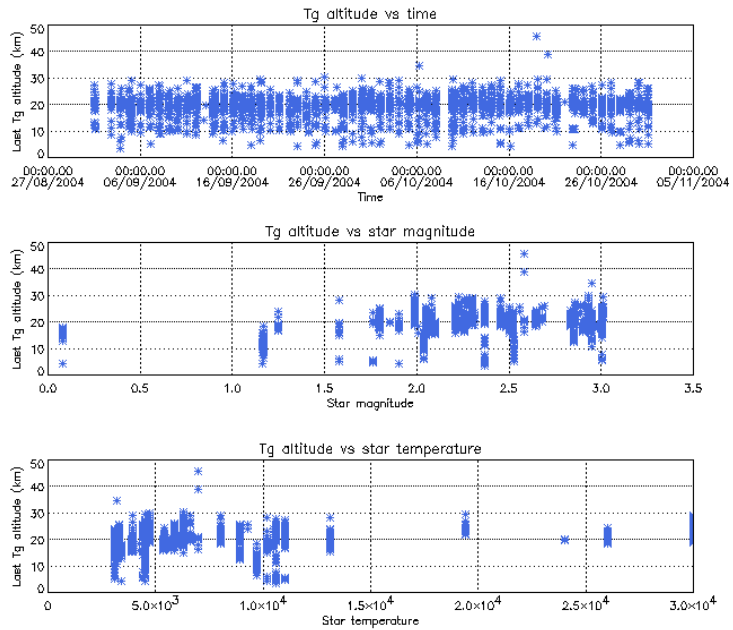 Tg altitude vs time
Last Tg altitude (km)
50
40
30
20
10
0
00:00.00 00:00.00 00:00.00 00:00.00 00:00.00 00:00.00 00:00.00 00:00.00
27/08/2004 06/09/2004 16/09/2004 26/09/2004 06/10/2004 16/10/2004 26/10/2004 05/11/2004
Time
Tg altitude vs star magnitude
Last Tg altitude (km)
50
40
30
20
10
0
0.0 0.5 1.0 1.5 2.0 2.5 3.0 3.5
Star magnitude
Tg altitude vs star temperature
Last Tg altitude (km)
50
40
30
20
10
0
0 5.0×10³ 1.0×10⁴ 1.5×10⁴ 2.0×10⁴ 2.5×10⁴ 3.0×10⁴
Star temperature